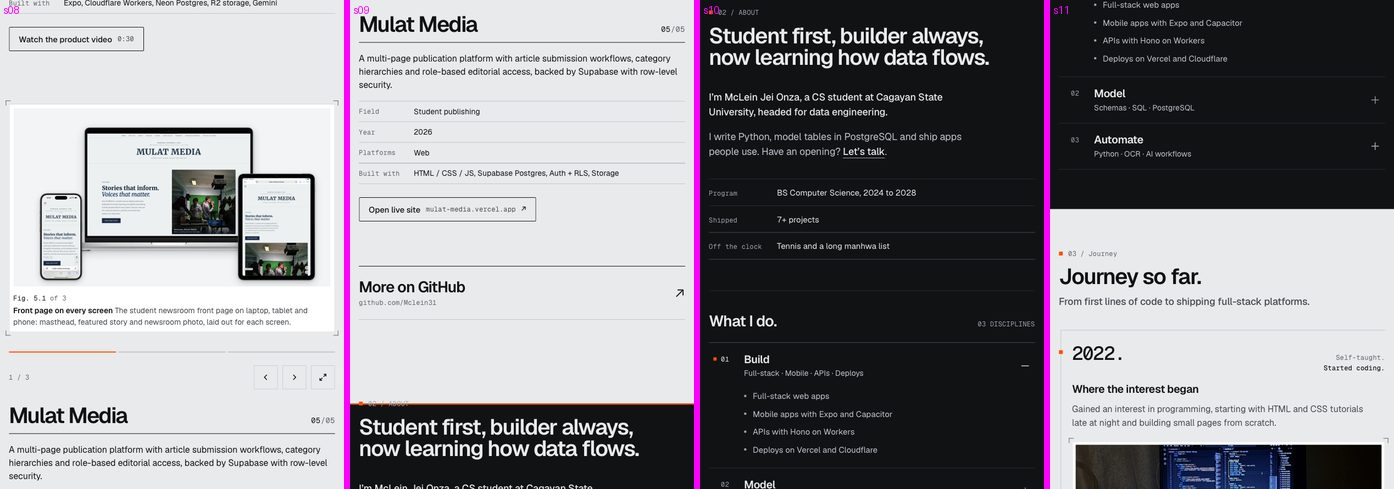 s08
Built with Expo, Cloudflare Workers, Neon Postgres, R2 storage, Gemini
Watch the product video 0:30
MULAT MEDIA
Stories that inform.
Voices that matter.
MULAT MEDIA
MULAT MEDIA
Fig. 5.1 of 3
Front page on every screen The student newsroom front page on laptop, tablet and
phone: masthead, featured story and newsroom photo, laid out for each screen.
1 / 3
Mulat Media 05/05
A multi-page publication platform with article submission workflows, category
hierarchies and role-based editorial access, backed by Supabase with row-level
security.
s09
Mulat Media 05/05
A multi-page publication platform with article submission workflows, category
hierarchies and role-based editorial access, backed by Supabase with row-level
security.
Field Student publishing
Year 2026
Platforms Web
Built with HTML / CSS / JS, Supabase Postgres, Auth + RLS, Storage
Open live site mulat-media.vercel.app ↗
More on GitHub
github.com/Mclein31
02 / ABOUT
Student first, builder always,
now learning how data flows.
I'm McLein Jei Onza, a CS student at Cagayan State
s10
02 / ABOUT
Student first, builder always,
now learning how data flows.
I'm McLein Jei Onza, a CS student at Cagayan State
University, headed for data engineering.
I write Python, model tables in PostgreSQL and ship apps
people use. Have an opening? Let's talk.
Program BS Computer Science, 2024 to 2028
Shipped 7+ projects
Off the clock Tennis and a long manhwa list
What I do. 03 DISCIPLINES
01 Build
Full-stack · Mobile · APIs · Deploys
• Full-stack web apps
• Mobile apps with Expo and Capacitor
• APIs with Hono on Workers
• Deploys on Vercel and Cloudflare
02 Model
s11
• Full-stack web apps
• Mobile apps with Expo and Capacitor
• APIs with Hono on Workers
• Deploys on Vercel and Cloudflare
02 Model
Schemas · SQL · PostgreSQL
03 Automate
Python · OCR · AI workflows
03 / Journey
Journey so far.
From first lines of code to shipping full-stack platforms.
2022.
Self-taught.
Started coding.
Where the interest began
Gained an interest in programming, starting with HTML and CSS tutorials
late at night and building small pages from scratch.